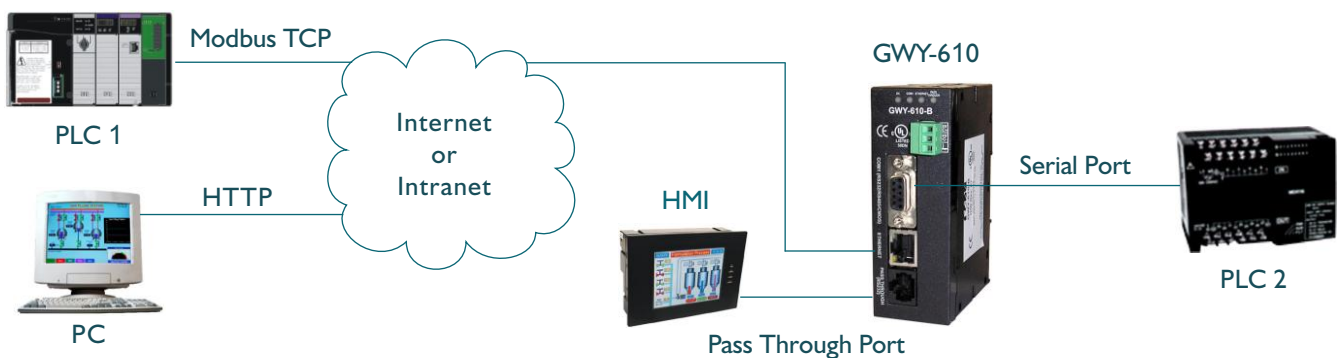 Modbus TCP
PLC 1
HTTP
PC
Internet
or
Intranet
HMI
Pass Through Port
GWY-610
GWY-610-B
ETHERNET
Serial Port
PLC 2